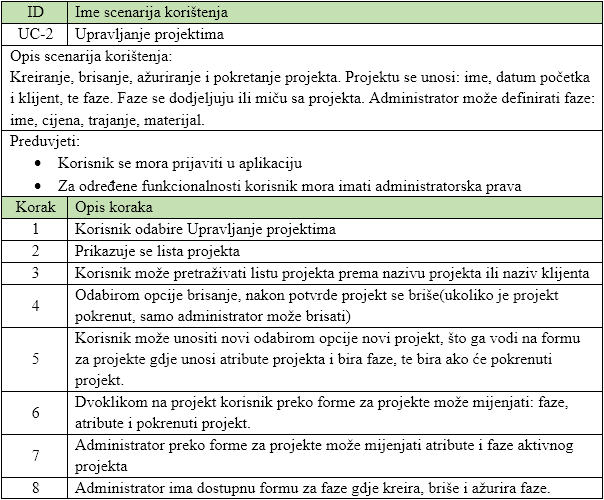 ID Ime scenarija korištenja
UC-2 Upravljanje projektima
Opis scenarija korištenja:
Kreiranje, brisanje, ažuriranje i pokretanje projekta. Projektu se unosi: ime, datum početka
i klijent, te faze. Faze se dodjeljuju ili miču sa projekta. Administrator može definirati faze:
ime, cijena, trajanje, materijal.
Preduvjeti:
• Korisnik se mora prijaviti u aplikaciju
• Za određene funkcionalnosti korisnik mora imati administratorska prava
Korak Opis koraka
1 Korisnik odabire Upravljanje projektima
2 Prikazuje se lista projekta
3 Korisnik može pretraživati listu projekta prema nazivu projekta ili naziv klijenta
4 Odabirom opcije brisanje, nakon potvrde projekt se briše(ukoliko je projekt
pokrenut, samo administrator može brisati)
5 Korisnik može unositi novi odabirom opcije novi projekt, što ga vodi na formu
za projekte gdje unosi atribute projekta i bira faze, te bira ako će pokrenuti
projekt.
6 Dvoklikom na projekt korisnik preko forme za projekte može mijenjati: faze,
atribute i pokrenuti projekt.
7 Administrator preko forme za projekte može mijenjati atribute i faze aktivnog
projekta
8 Administrator ima dostupnu formu za faze gdje kreira, briše i ažurira faze.